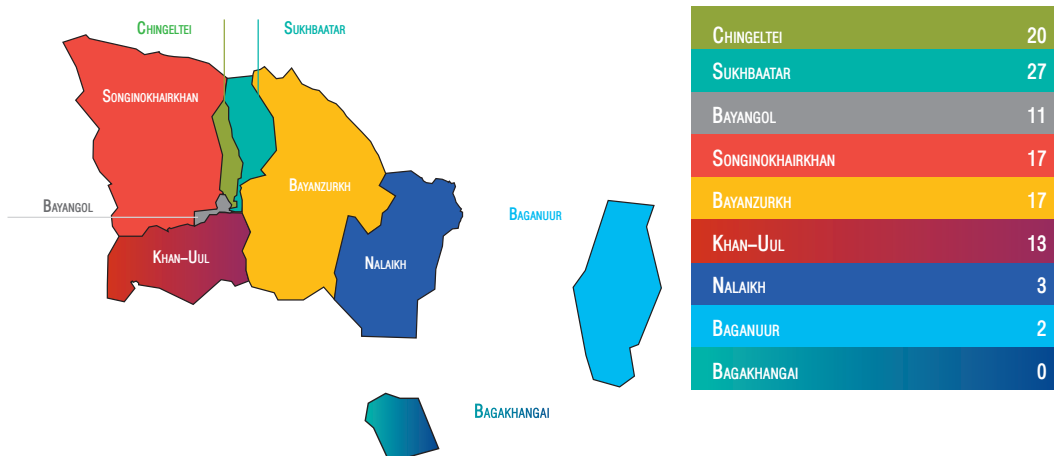 Chingeltei
Sukhbaatar
Songinokhairkhan
Bayanzurkh
Bayangol
Baganuur
Khan-Uul
Nalaikh
Bagakhangai
Chingeltei 20
Sukhbaatar 27
Bayangol 11
Songinokhairkhan 17
Bayanzurkh 17
Khan-Uul 13
Nalaikh 3
Baganuur 2
Bagakhangai 0